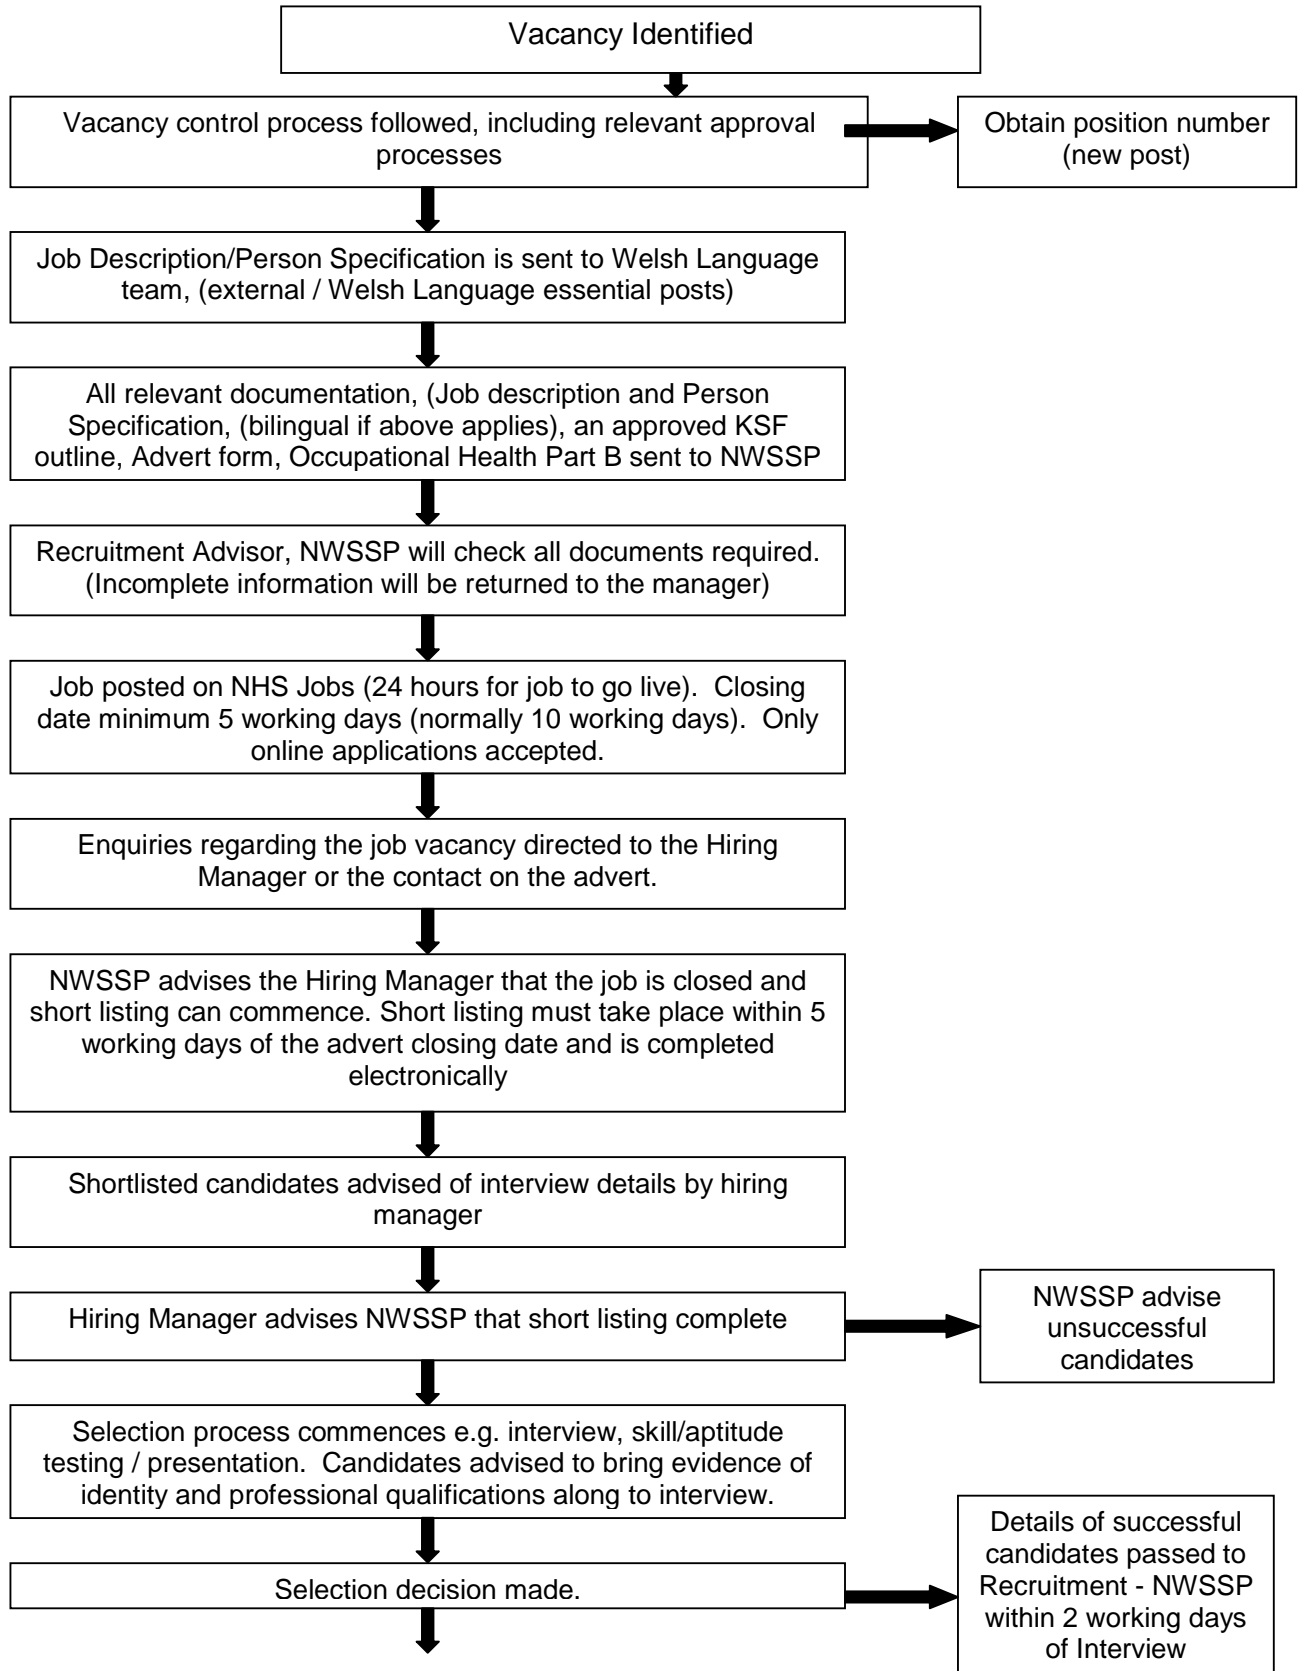 Vacancy Identified
Vacancy control process followed, including relevant approval
processes
Obtain position number
(new post)
Job Description/Person Specification is sent to Welsh Language
team, (external / Welsh Language essential posts)
All relevant documentation, (Job description and Person
Specification, (bilingual if above applies), an approved KSF
outline, Advert form, Occupational Health Part B sent to NWSSP
Recruitment Advisor, NWSSP will check all documents required.
(Incomplete information will be returned to the manager)
Job posted on NHS Jobs (24 hours for job to go live).  Closing
date minimum 5 working days (normally 10 working days).  Only
online applications accepted.
Enquiries regarding the job vacancy directed to the Hiring
Manager or the contact on the advert.
NWSSP advises the Hiring Manager that the job is closed and
short listing can commence. Short listing must take place within 5
working days of the advert closing date and is completed
electronically
Shortlisted candidates advised of interview details by hiring
manager
Hiring Manager advises NWSSP that short listing complete
NWSSP advise
unsuccessful
candidates
Selection process commences e.g. interview, skill/aptitude
testing / presentation.  Candidates advised to bring evidence of
identity and professional qualifications along to interview.
Selection decision made.
Details of successful
candidates passed to
Recruitment - NWSSP
within 2 working days
of Interview